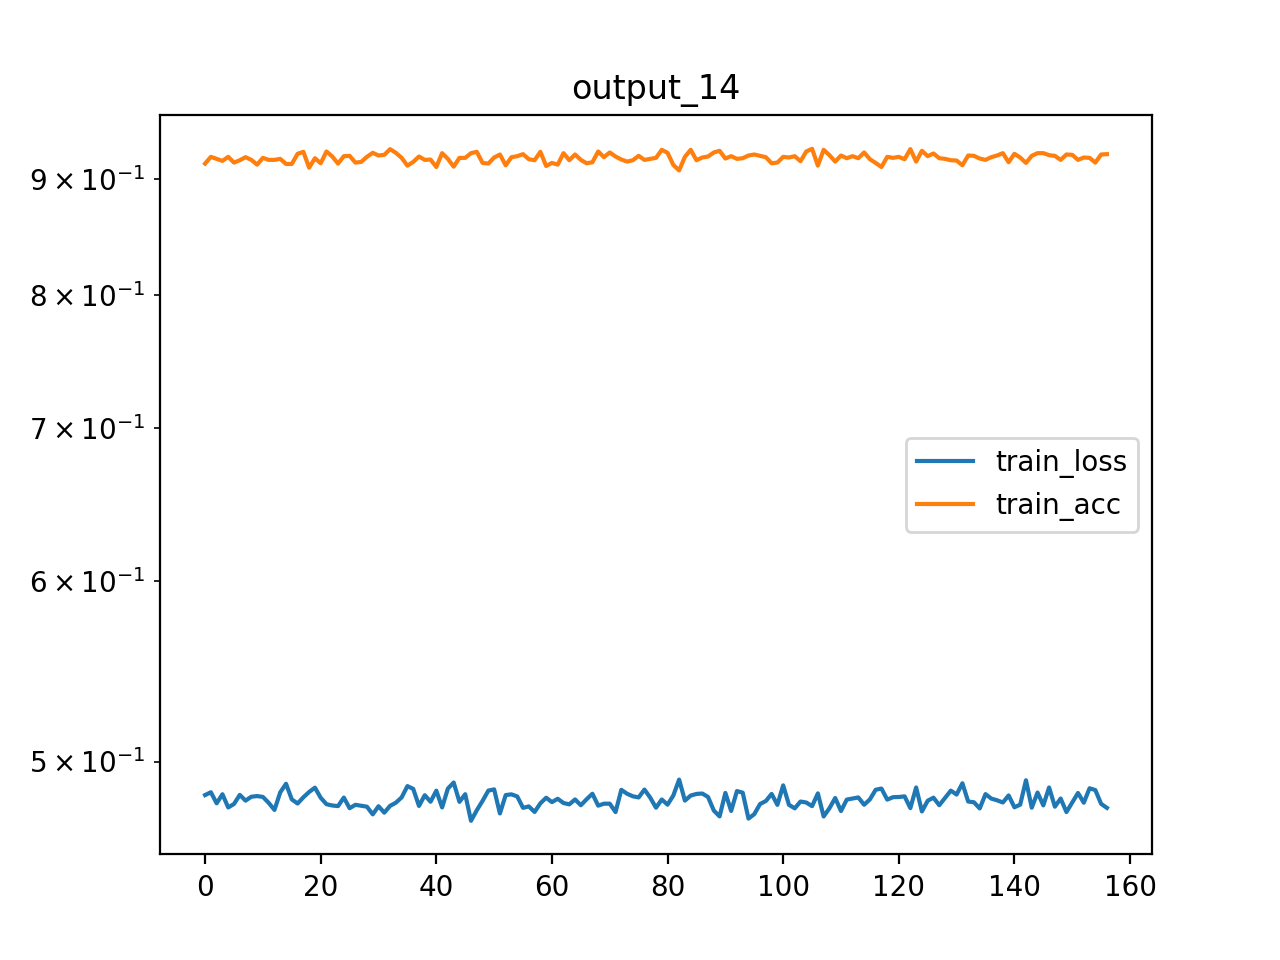 output_14
9 × 10⁻¹
8 × 10⁻¹
7 × 10⁻¹
6 × 10⁻¹
5 × 10⁻¹
train_loss
train_acc
0 20 40 60 80 100 120 140 160